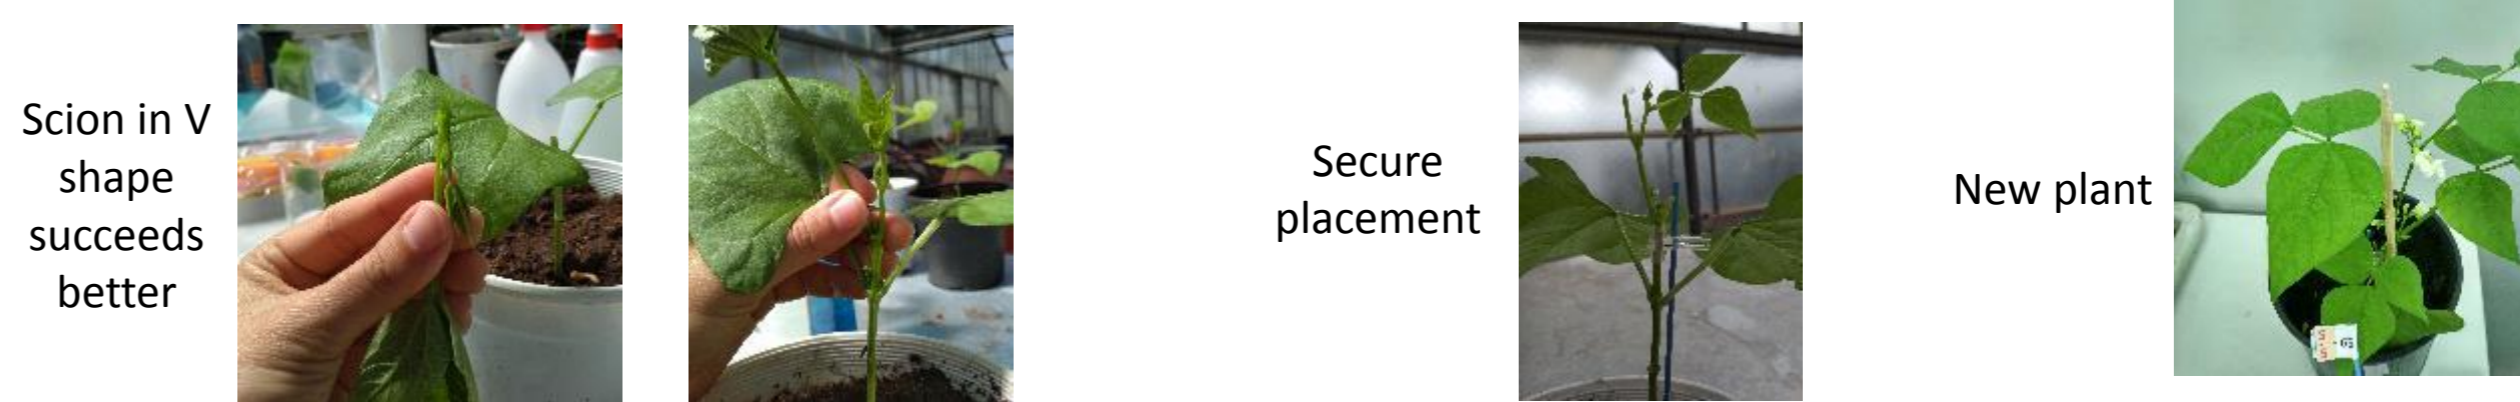 Scion in V
shape
succeeds
better
Secure
placement
New plant